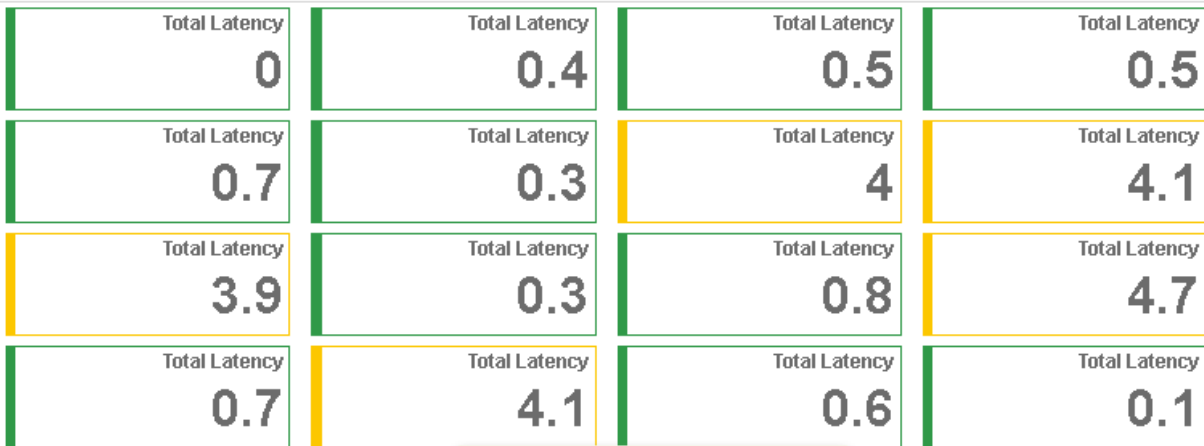 Total Latency Total Latency Total Latency Total Latency
0 0.4 0.5 0.5
Total Latency Total Latency Total Latency Total Latency
0.7 0.3 4 4.1
Total Latency Total Latency Total Latency Total Latency
3.9 0.3 0.8 4.7
Total Latency Total Latency Total Latency Total Latency
0.7 4.1 0.6 0.1